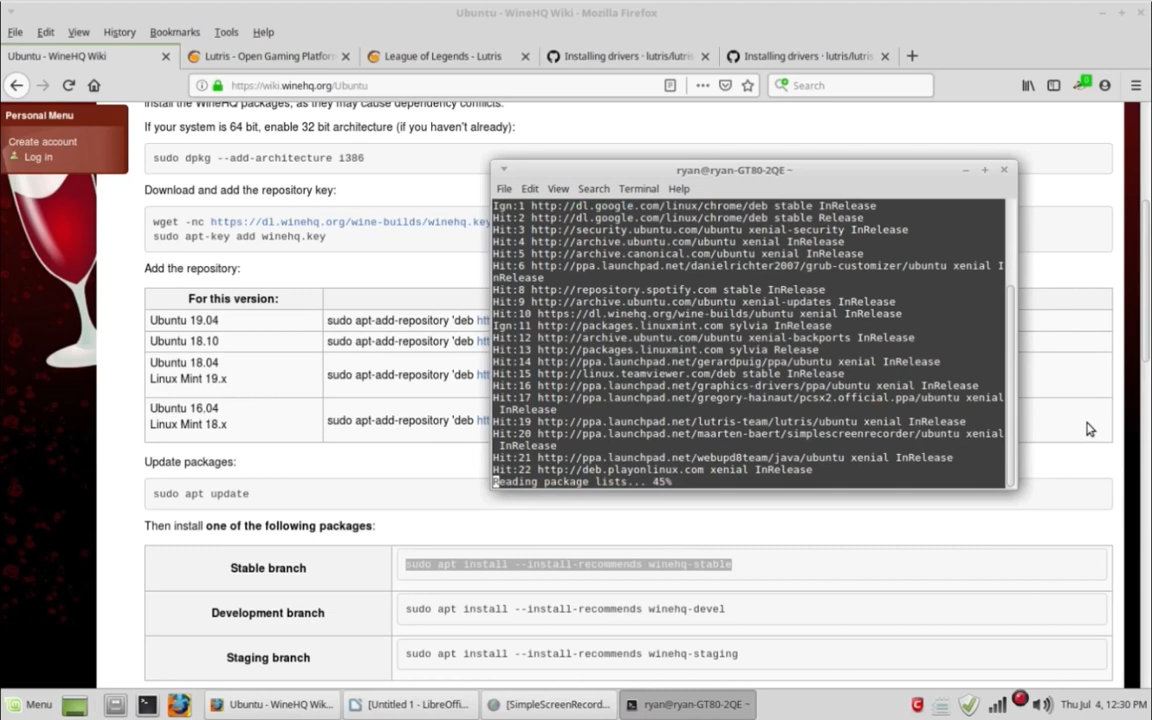 Ubuntu - WineHQ Wiki - Mozilla Firefox
File Edit View History Bookmarks Tools Help
Ubuntu - WineHQ Wiki
Lutris - Open Gaming Platform
League of Legends - Lutris
Installing drivers · lutris/lutris
Installing drivers · lutris/lutris
https://wiki.winehq.org/Ubuntu
Search
install the WineHQ packages, as they may cause dependency conflicts.
Personal Menu
Create account
Log in
If your system is 64 bit, enable 32 bit architecture (if you haven't already):
sudo dpkg --add-architecture i386
Download and add the repository key:
wget -nc https://dl.winehq.org/wine-builds/winehq.key
sudo apt-key add winehq.key
Add the repository:
For this version:
Ubuntu 19.04
sudo apt-add-repository 'deb htt
Ubuntu 18.10
sudo apt-add-repository 'deb htt
Ubuntu 18.04
Linux Mint 19.x
sudo apt-add-repository 'deb htt
Ubuntu 16.04
Linux Mint 18.x
sudo apt-add-repository 'deb htt
Update packages:
sudo apt update
Then install one of the following packages:
Stable branch
sudo apt install --install-recommends winehq-stable
Development branch
sudo apt install --install-recommends winehq-devel
Staging branch
sudo apt install --install-recommends winehq-staging
ryan@ryan-GT80-2QE ~
File Edit View Search Terminal Help
Ign:1 http://dl.google.com/linux/chrome/deb stable InRelease
Hit:2 http://dl.google.com/linux/chrome/deb stable Release
Hit:3 http://security.ubuntu.com/ubuntu xenial-security InRelease
Hit:4 http://archive.ubuntu.com/ubuntu xenial InRelease
Hit:5 http://archive.canonical.com/ubuntu xenial InRelease
Hit:6 http://ppa.launchpad.net/danielrichter2007/grub-customizer/ubuntu xenial I
nRelease
Hit:8 http://repository.spotify.com stable InRelease
Hit:9 http://archive.ubuntu.com/ubuntu xenial-updates InRelease
Hit:10 https://dl.winehq.org/wine-builds/ubuntu xenial InRelease
Ign:11 http://packages.linuxmint.com sylvia InRelease
Hit:12 http://archive.ubuntu.com/ubuntu xenial-backports InRelease
Hit:13 http://packages.linuxmint.com sylvia Release
Hit:14 http://ppa.launchpad.net/gerardpuig/ppa/ubuntu xenial InRelease
Hit:15 http://linux.teamviewer.com/deb stable InRelease
Hit:16 http://ppa.launchpad.net/graphics-drivers/ppa/ubuntu xenial InRelease
Hit:17 http://ppa.launchpad.net/gregory-hainaut/pcsx2.official.ppa/ubuntu xenial
InRelease
Hit:19 http://ppa.launchpad.net/lutris-team/lutris/ubuntu xenial InRelease
Hit:20 http://ppa.launchpad.net/maarten-baert/simplescreenrecorder/ubuntu xenial
InRelease
Hit:21 http://ppa.launchpad.net/webupd8team/java/ubuntu xenial InRelease
Hit:22 http://deb.playonlinux.com xenial InRelease
Reading package lists... 45%
Menu
Ubuntu - WineHQ Wik...
[Untitled 1 - LibreOffi...
[SimpleScreenRecord...
ryan@ryan-GT80-2QE ~
Thu Jul 4, 12:30 PM